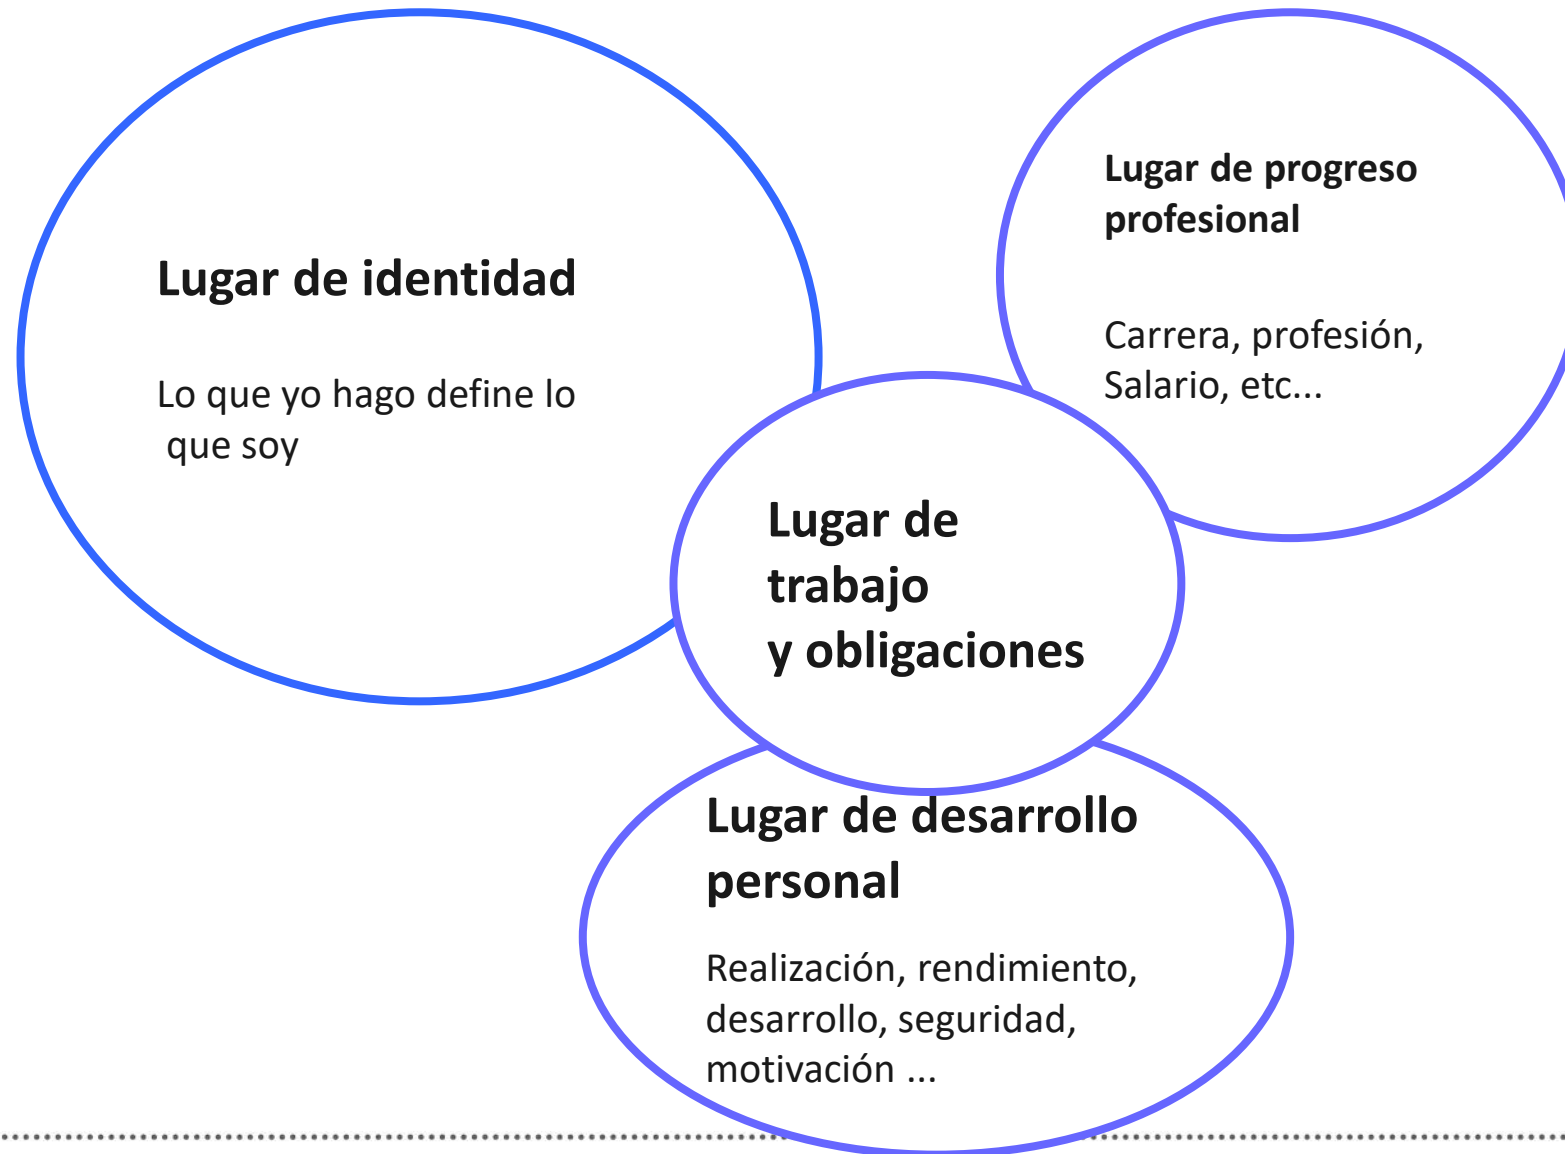 Lugar de identidad
Lo que yo hago define lo
que soy
Lugar de progreso
profesional
Carrera, profesión,
Salario, etc...
Lugar de
trabajo
y obligaciones
Lugar de desarrollo
personal
Realización, rendimiento,
desarrollo, seguridad,
motivación ...